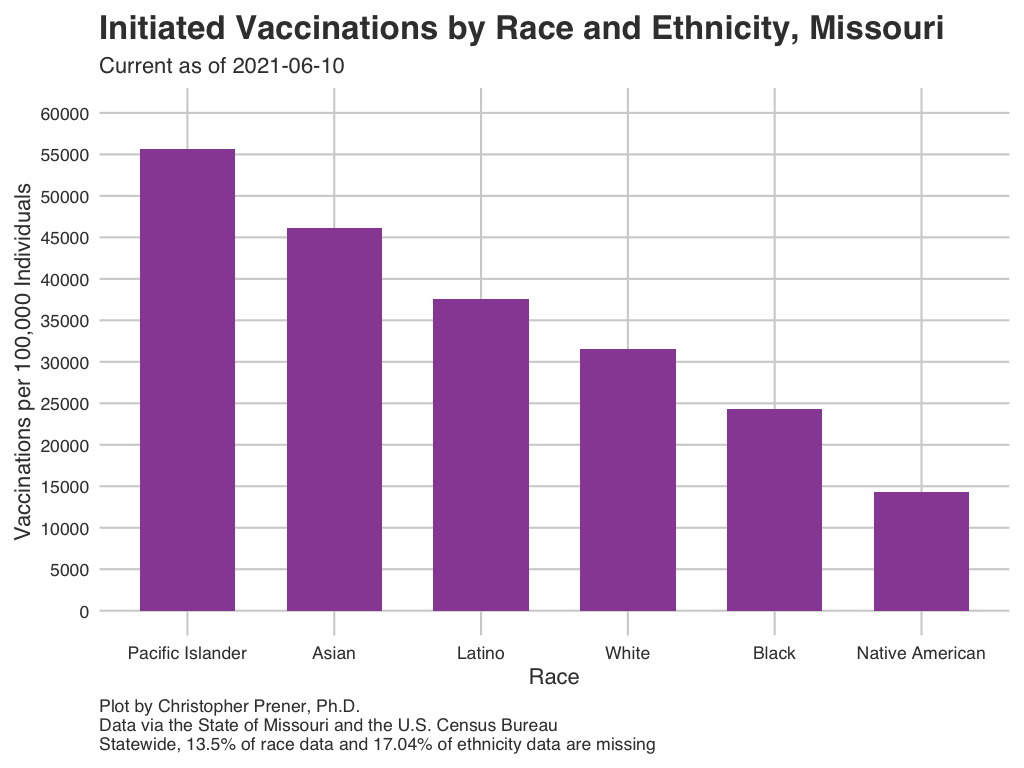 Initiated Vaccinations by Race and Ethnicity, Missouri
Current as of 2021-06-10
Vaccinations per 100,000 Individuals
60000
55000
50000
45000
40000
35000
30000
25000
20000
15000
10000
5000
0
Pacific Islander Asian Latino White Black Native American
Race
Plot by Christopher Prener, Ph.D.
Data via the State of Missouri and the U.S. Census Bureau
Statewide, 13.5% of race data and 17.04% of ethnicity data are missing